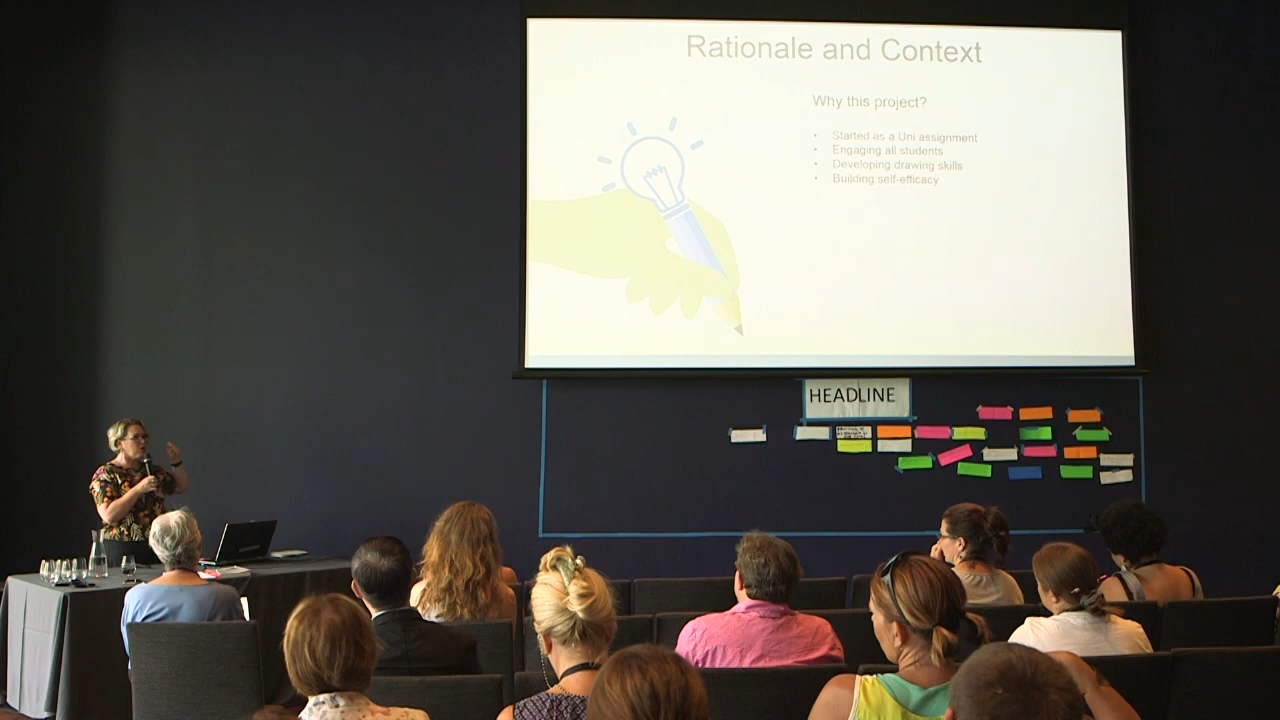 Rationale and Context
Why this project?
• Started as a Uni assignment
• Engaging all students
• Developing drawing skills
• Building self-efficacy
HEADLINE